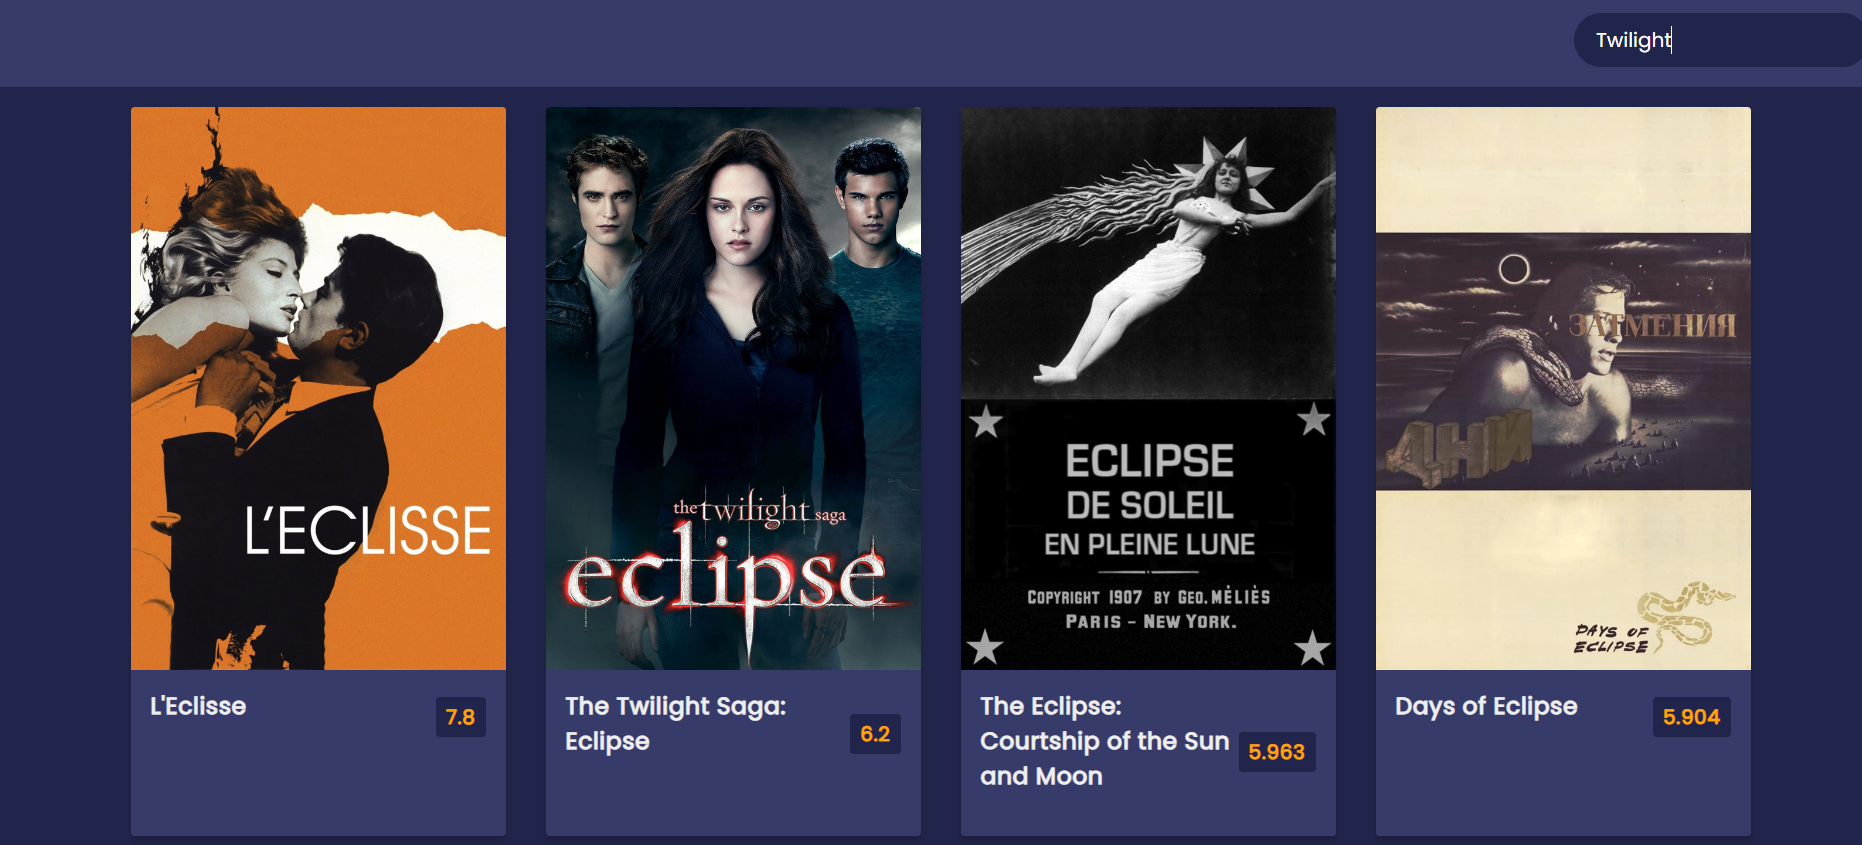 Twilight
L'ECLISSE
the twilight saga
eclipse
ECLIPSE
DE SOLEIL
EN PLEINE LUNE
COPYRIGHT 1907 BY GEO. MÉLIÈS
PARIS – NEW YORK.
ЗАТМЕНИЯ
ДНИ
DAYS OF
ECLIPSE
L'Eclisse
7.8
The Twilight Saga:
Eclipse
6.2
The Eclipse:
Courtship of the Sun
and Moon
5.963
Days of Eclipse
5.904